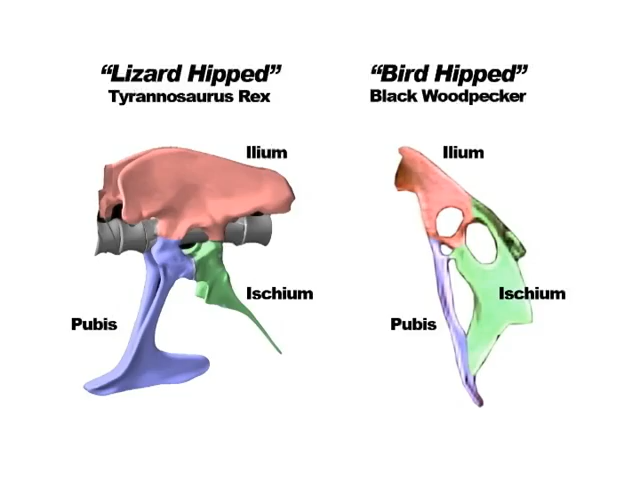 “Lizard Hipped”
Tyrannosaurus Rex
Ilium
Pubis
Ischium
“Bird Hipped”
Black Woodpecker
Ilium
Pubis
Ischium